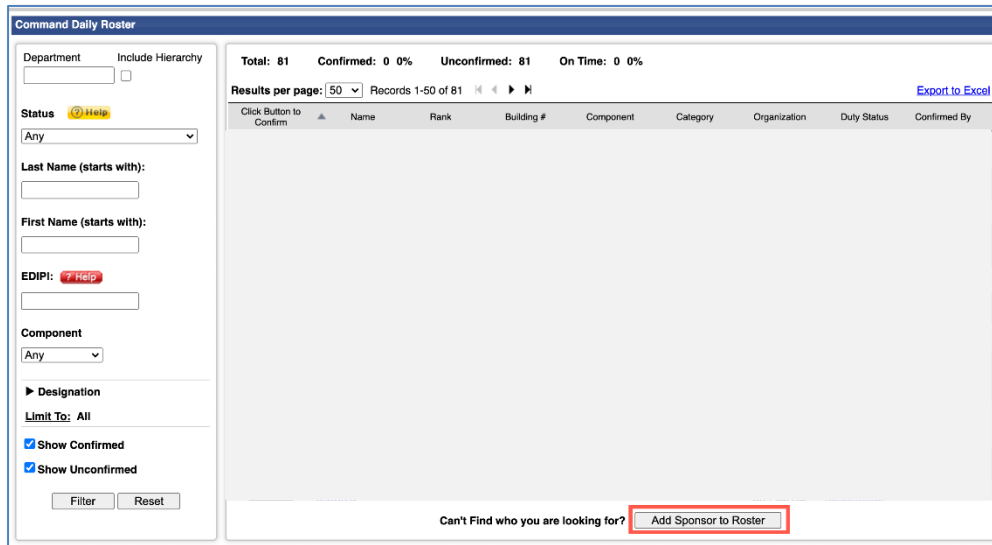 Command Daily Roster
Department Include Hierarchy
Status ? Help
Any
Last Name (starts with):
First Name (starts with):
EDIPI: ? Help
Component
Any
Designation
Limit To: All
Show Confirmed
Show Unconfirmed
Filter Reset
Total: 81 Confirmed: 0 0% Unconfirmed: 81 On Time: 0 0%
Results per page: 50 Records 1-50 of 81 Export to Excel
Click Button to
Confirm Name Rank Building # Component Category Organization Duty Status Confirmed By
Can't Find who you are looking for? Add Sponsor to Roster